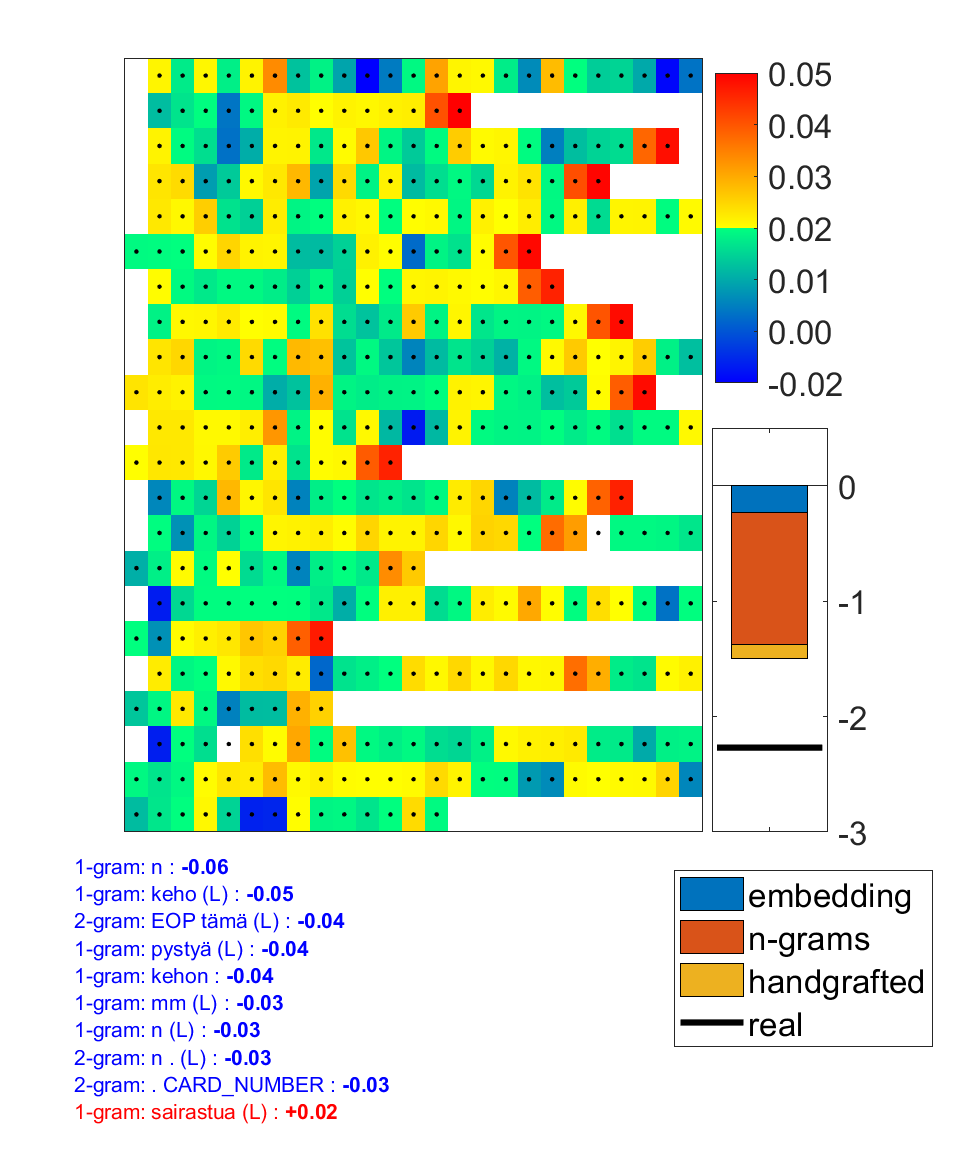 0.05
0.04
0.03
0.02
0.01
0.00
-0.02
0
-1
-2
-3
1-gram: n : -0.06
1-gram: keho (L) : -0.05
2-gram: EOP tämä (L) : -0.04
1-gram: pystyä (L) : -0.04
1-gram: kehon : -0.04
1-gram: mm (L) : -0.03
1-gram: n (L) : -0.03
2-gram: n . (L) : -0.03
2-gram: . CARD_NUMBER : -0.03
1-gram: sairastua (L) : +0.02
embedding
n-grams
handgrafted
real